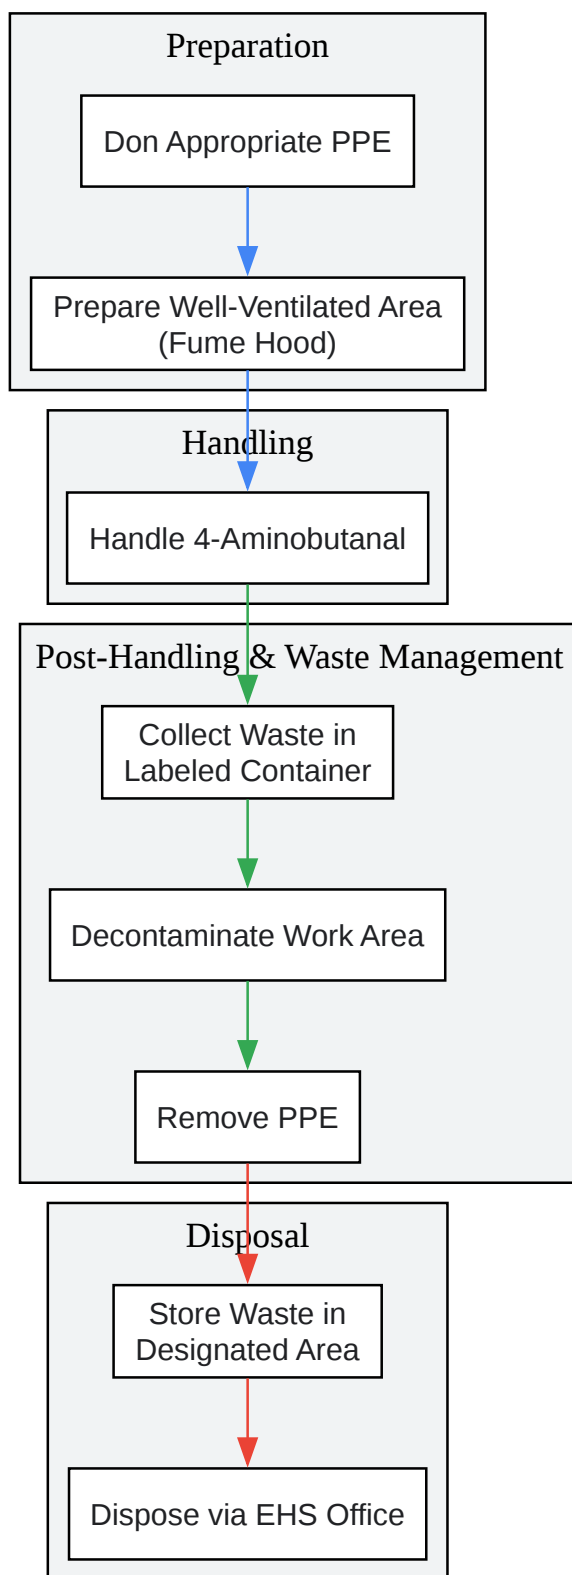 Preparation
Don Appropriate PPE
Prepare Well-Ventilated Area
(Fume Hood)
Handling
Handle 4-Aminobutanal
Post-Handling & Waste Management
Collect Waste in
Labeled Container
Decontaminate Work Area
Remove PPE
Disposal
Store Waste in
Designated Area
Dispose via EHS Office